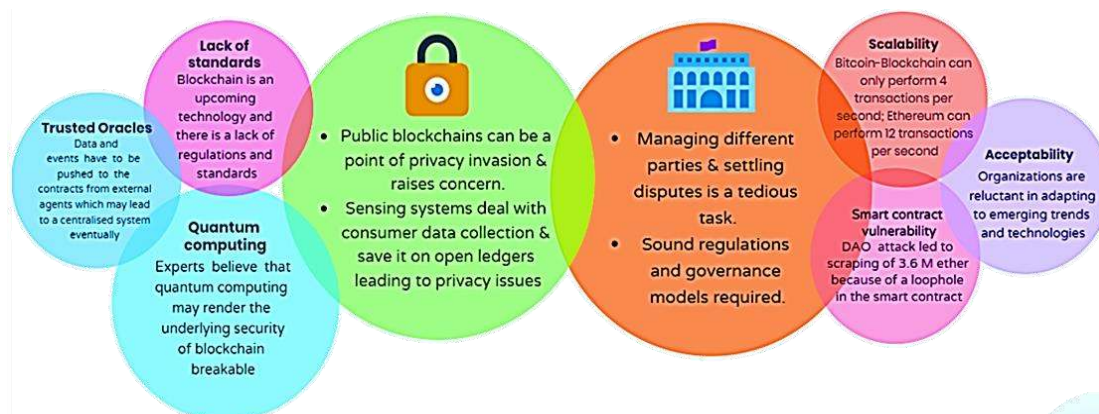 Trusted Oracles
Data and
events have to be
pushed to the
contracts from external
agents which may lead
to a centralised system
eventually
Lack of
standards
Blockchain is an
upcoming
technology and
there is a lack of
regulations and
standards
Quantum
computing
Experts believe that
quantum computing
may render the
underlying security
of blockchain
breakable
• Public blockchains can be a
point of privacy invasion &
raises concern.
• Sensing systems deal with
consumer data collection &
save it on open ledgers
leading to privacy issues
• Managing different
parties & settling
disputes is a tedious
task.
• Sound regulations
and governance
models required.
Scalability
Bitcoin-Blockchain can
only perform 4
transactions per
second; Ethereum can
perform 12 transactions
per second
Smart contract
vulnerability
DAO attack led to
scraping of 3.6 M ether
because of a loophole
in the smart contract
Acceptability
Organizations are
reluctant in adapting
to emerging trends
and technologies